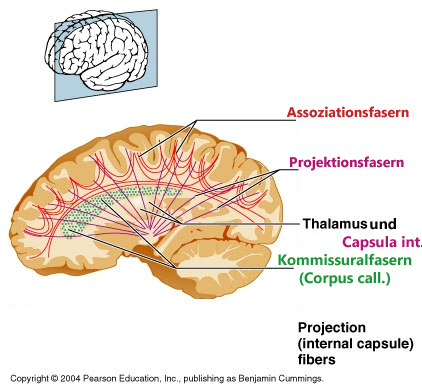 Assoziationsfasern
Projektionsfasern
Thalamus und
Capsula int.
Kommissuralfasern
(Corpus call.)
Projection
(internal capsule)
fibers
Copyright © 2004 Pearson Education, Inc., publishing as Benjamin Cummings.